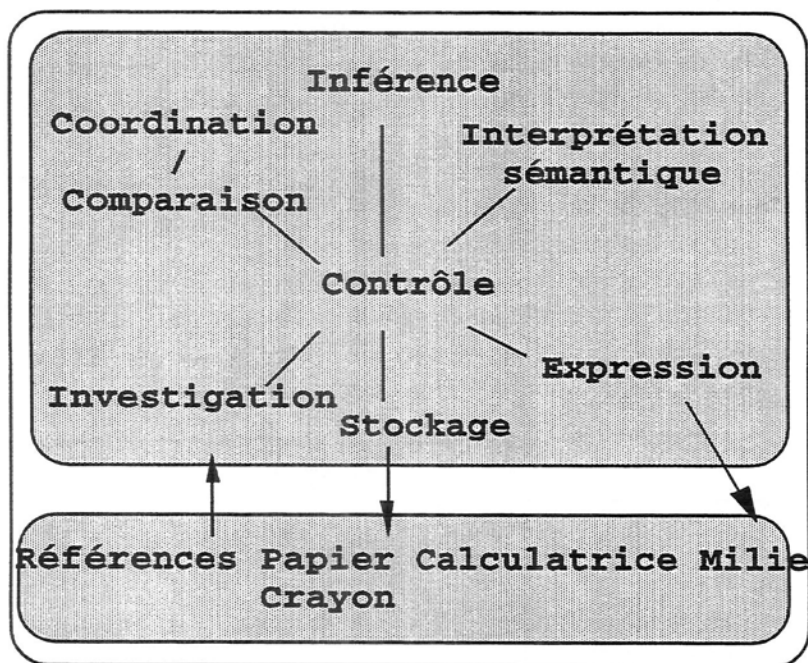 Inférence
Coordination
Interprétation
sémantique
Comparaison
Contrôle
Expression
Investigation
Stockage
Références Papier Calculatrice Milie
Crayon